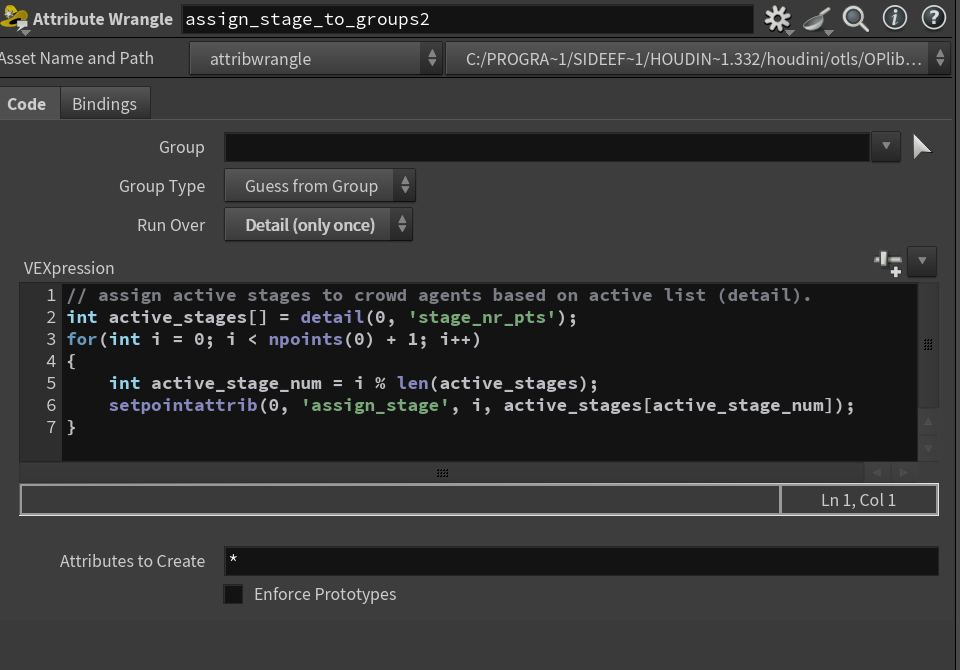 Attribute Wrangle assign_stage_to_groups2
Asset Name and Path attribwrangle C:/PROGRA~1/SIDEEF~1/HOUDIN~1.332/houdini/otls/OPlib...
Code Bindings
Group
Group Type Guess from Group
Run Over Detail (only once)
VEXpression
1 // assign active stages to crowd agents based on active list (detail).
2 int active_stages[] = detail(0, 'stage_nr_pts');
3 for(int i = 0; i < npoints(0) + 1; i++)
4 {
5     int active_stage_num = i % len(active_stages);
6     setpointattrib(0, 'assign_stage', i, active_stages[active_stage_num]);
7 }
Ln 1, Col 1
Attributes to Create *
Enforce Prototypes